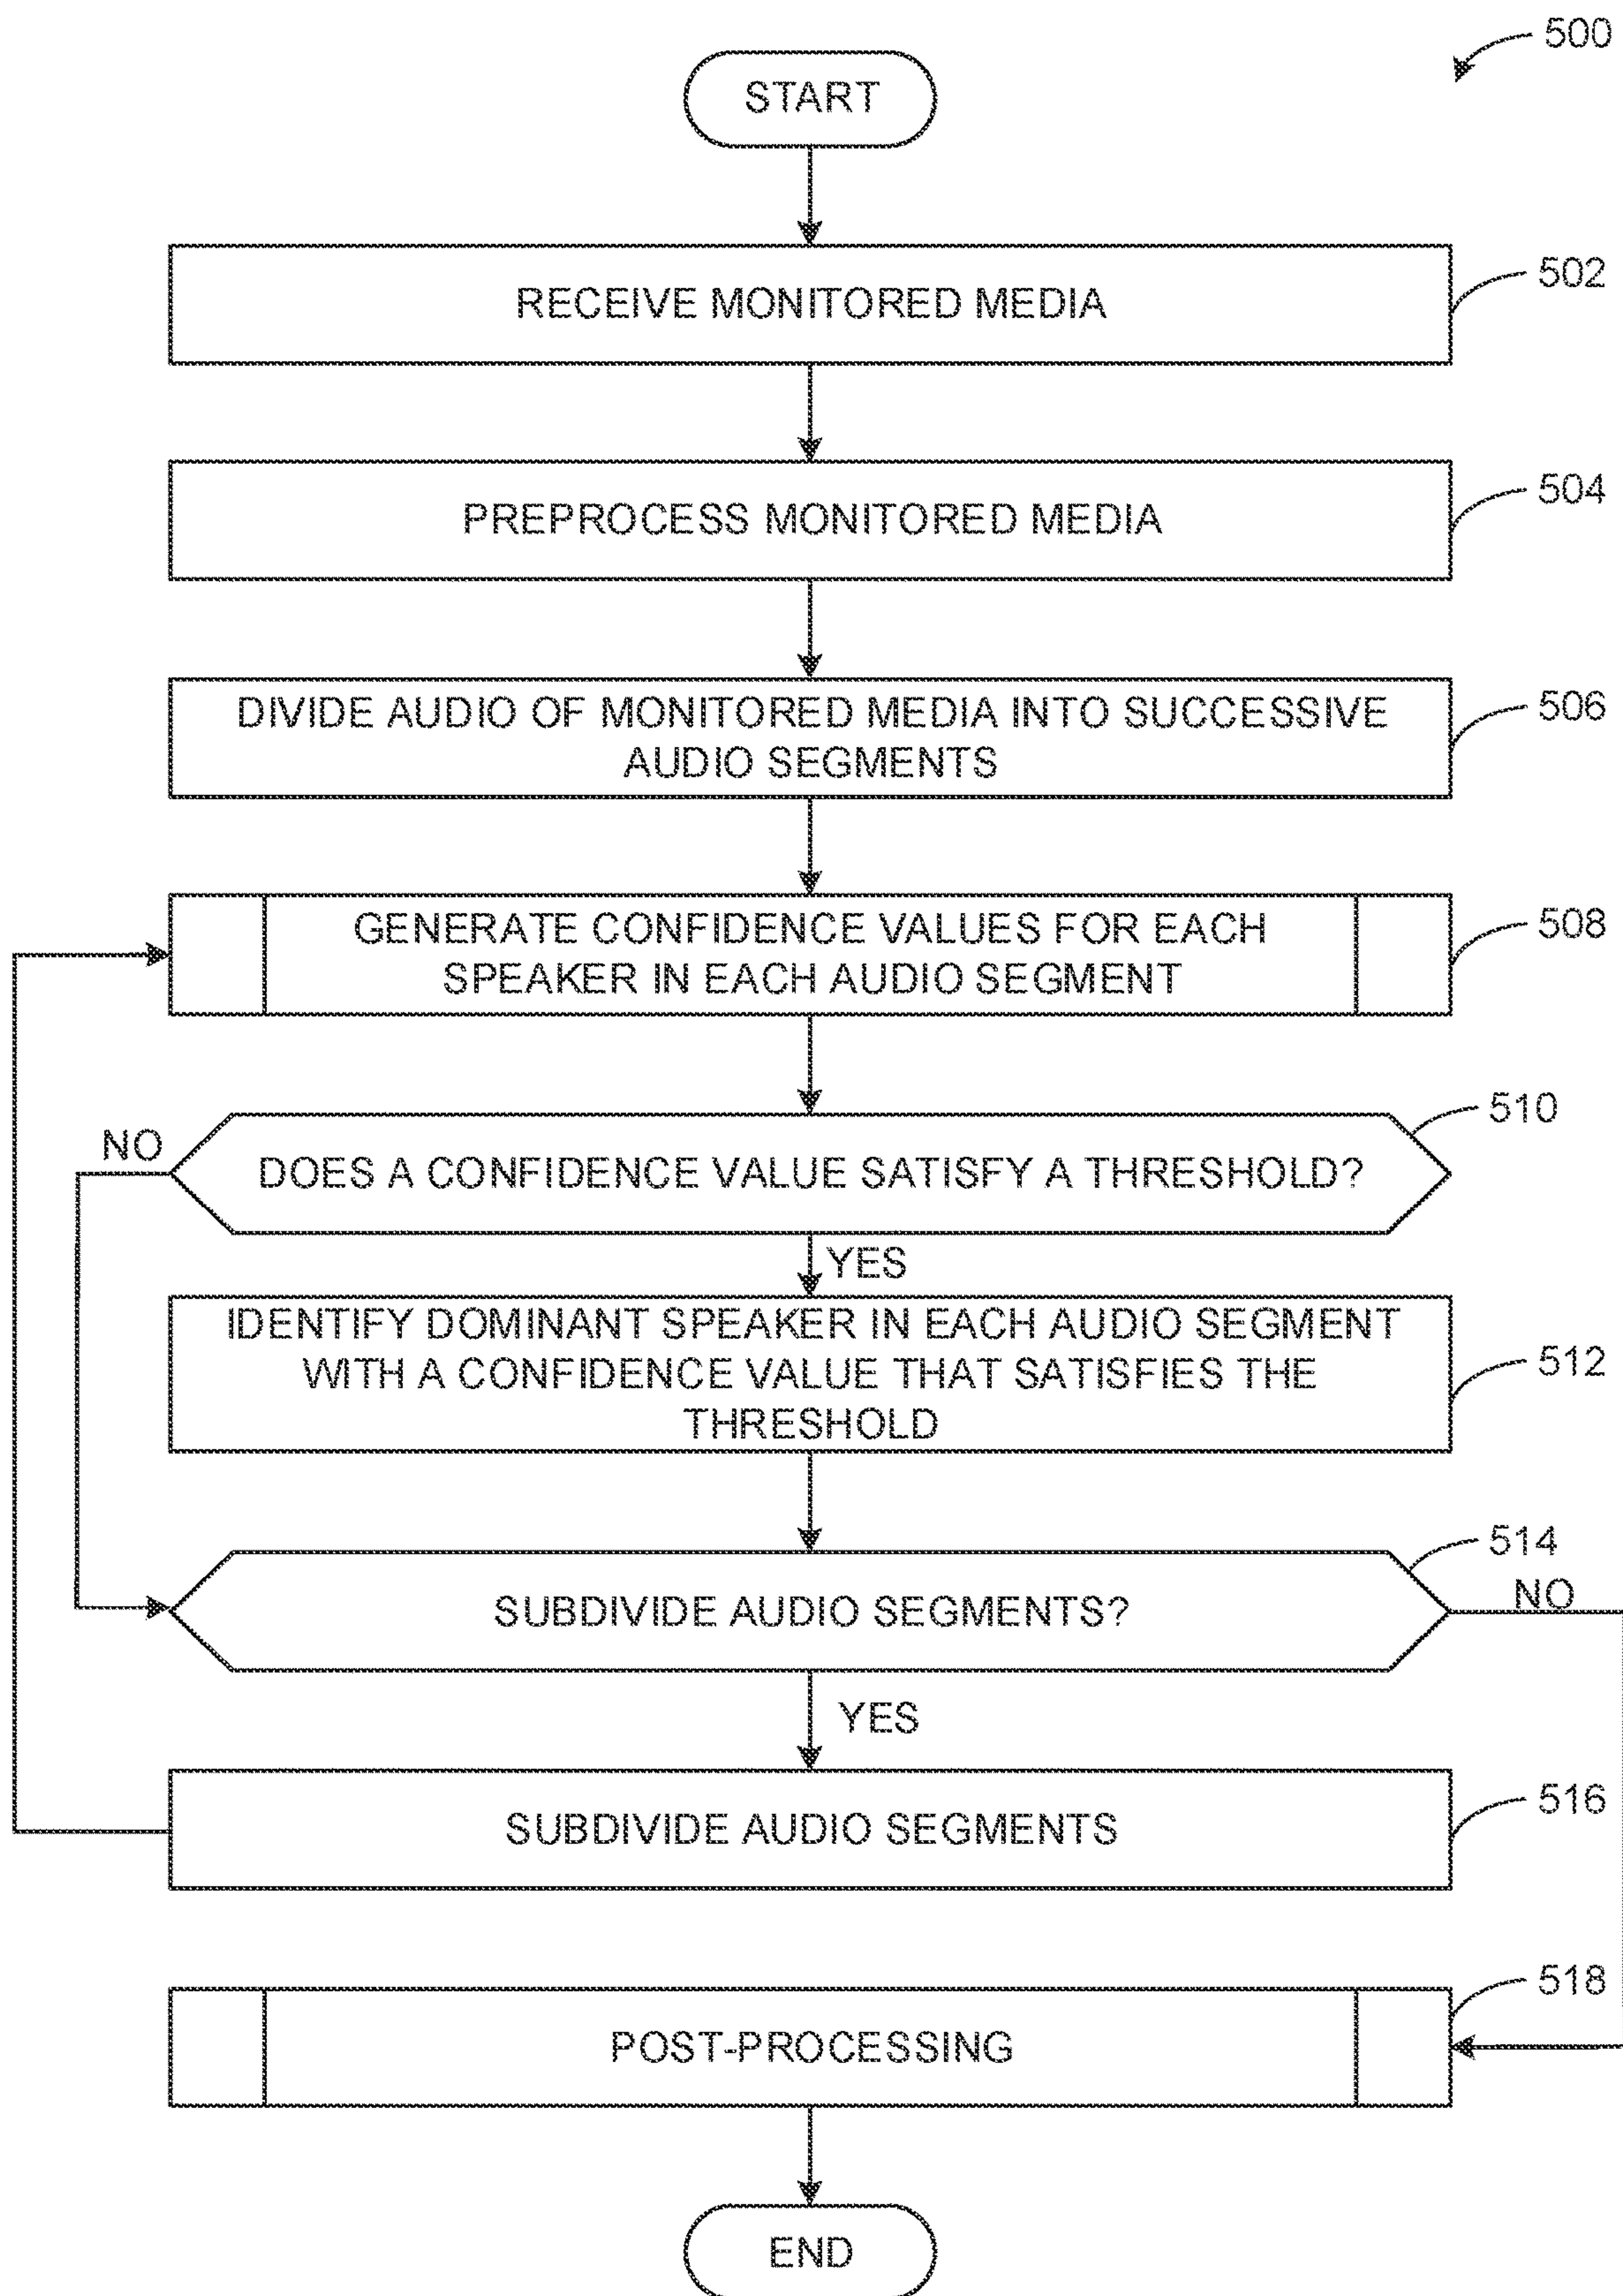 500
START
RECEIVE MONITORED MEDIA
502
PREPROCESS MONITORED MEDIA
504
DIVIDE AUDIO OF MONITORED MEDIA INTO SUCCESSIVE
AUDIO SEGMENTS
506
GENERATE CONFIDENCE VALUES FOR EACH
SPEAKER IN EACH AUDIO SEGMENT
508
NO
DOES A CONFIDENCE VALUE SATISFY A THRESHOLD?
510
YES
IDENTIFY DOMINANT SPEAKER IN EACH AUDIO SEGMENT
WITH A CONFIDENCE VALUE THAT SATISFIES THE
THRESHOLD
512
SUBDIVIDE AUDIO SEGMENTS?
514
NO
YES
SUBDIVIDE AUDIO SEGMENTS
516
POST-PROCESSING
518
END